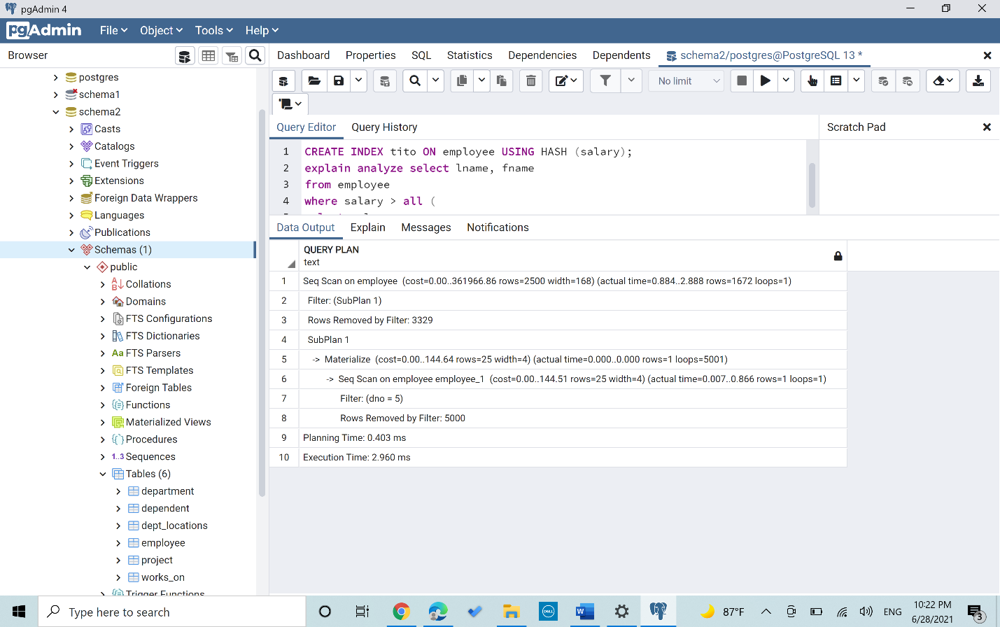 pgAdmin 4
pgAdmin File Object Tools Help
Browser
Dashboard Properties SQL Statistics Dependencies Dependents schema2/postgres@PostgreSQL 13 *
No limit
postgres
schema1
schema2
Casts
Catalogs
Event Triggers
Extensions
Foreign Data Wrappers
Languages
Publications
Schemas (1)
public
Collations
Domains
FTS Configurations
FTS Dictionaries
Aa FTS Parsers
FTS Templates
Foreign Tables
Functions
Materialized Views
Procedures
1..3 Sequences
Tables (6)
department
dependent
dept_locations
employee
project
works_on
Trigger Functions
Query Editor Query History
Scratch Pad
1 CREATE INDEX tito ON employee USING HASH (salary);
2 explain analyze select lname, fname
3 from employee
4 where salary > all (
Data Output Explain Messages Notifications
QUERY PLAN
text
1 Seq Scan on employee (cost=0.00..361966.86 rows=2500 width=168) (actual time=0.884..2.888 rows=1672 loops=1)
2 Filter: (SubPlan 1)
3 Rows Removed by Filter: 3329
4 SubPlan 1
5 -> Materialize (cost=0.00..144.64 rows=25 width=4) (actual time=0.000..0.000 rows=1 loops=5001)
6 -> Seq Scan on employee employee_1 (cost=0.00..144.51 rows=25 width=4) (actual time=0.007..0.866 rows=1 loops=1)
7 Filter: (dno = 5)
8 Rows Removed by Filter: 5000
9 Planning Time: 0.403 ms
10 Execution Time: 2.960 ms
Type here to search
DELL
W
87°F
ENG
10:22 PM
6/28/2021
3